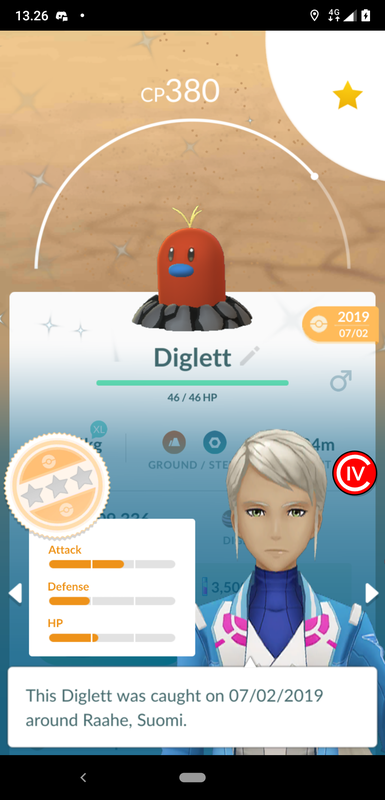 13.26
4G
CP380
2019
07/02
Diglett
46 / 46 HP
XL
kg
4m
GROUND / STE
IV
Attack
Defense
HP
3,50
This Diglett was caught on 07/02/2019
around Raahe, Suomi.